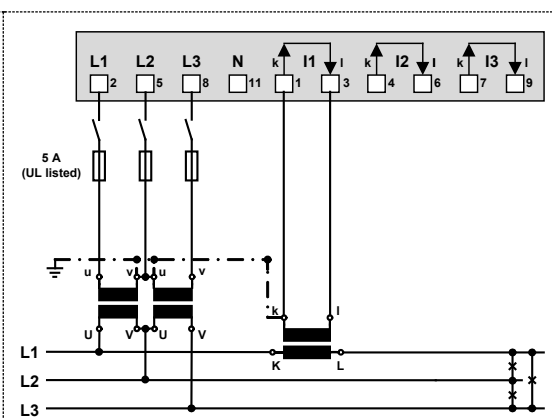 L1 L2 L3 N k I1 l k I2 l k I3 l
2 5 8 11 1 3 4 6 7 9
5 A
(UL listed)
u v u v
k l
U V U V
L1 K L
L2
L3